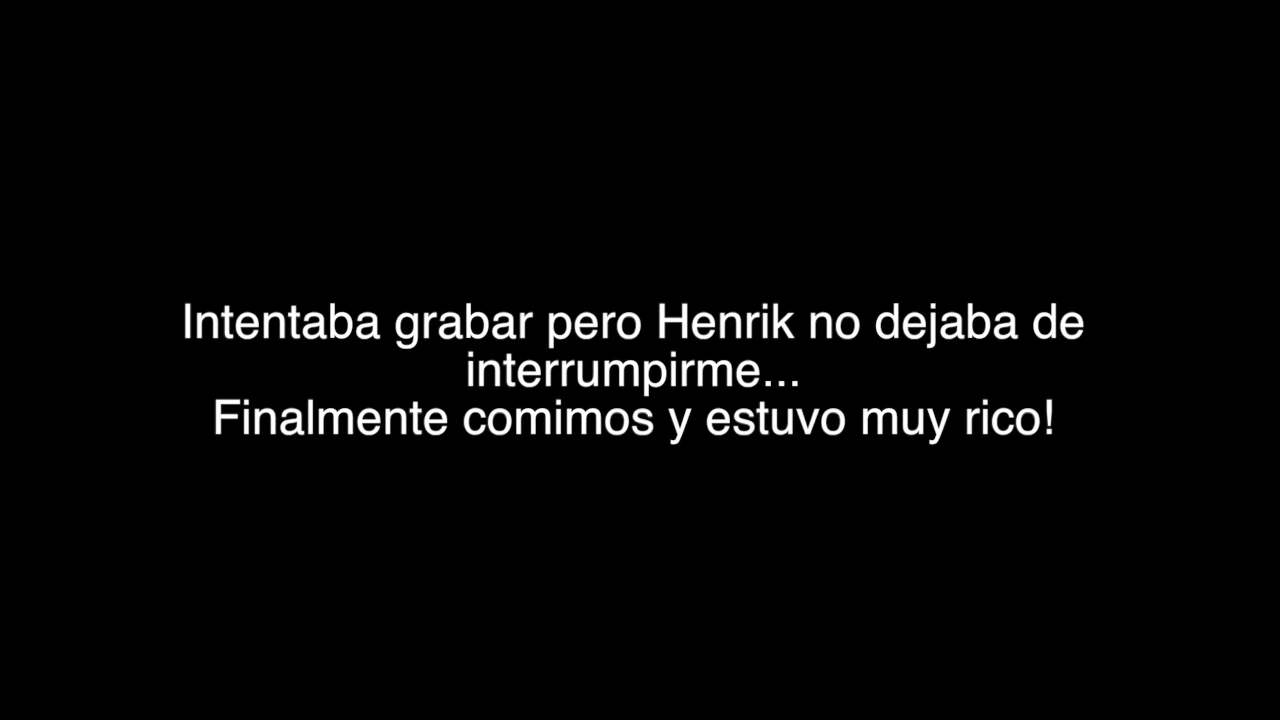 Intentaba grabar pero Henrik no dejaba de
interrumpirme...
Finalmente comimos y estuvo muy rico!